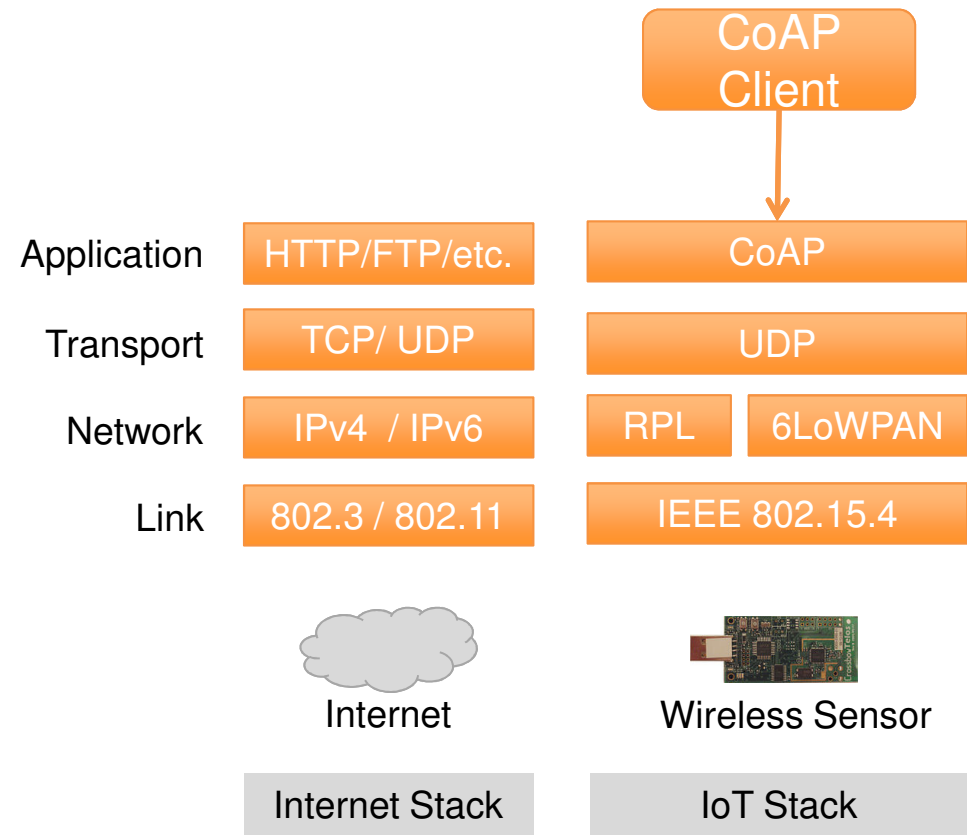 CoAP
Client
Application
HTTP/FTP/etc.
CoAP
Transport
TCP/ UDP
UDP
Network
IPv4 / IPv6
RPL
6LoWPAN
Link
802.3 / 802.11
IEEE 802.15.4
CrossbowTelos
Internet
Wireless Sensor
Internet Stack
IoT Stack